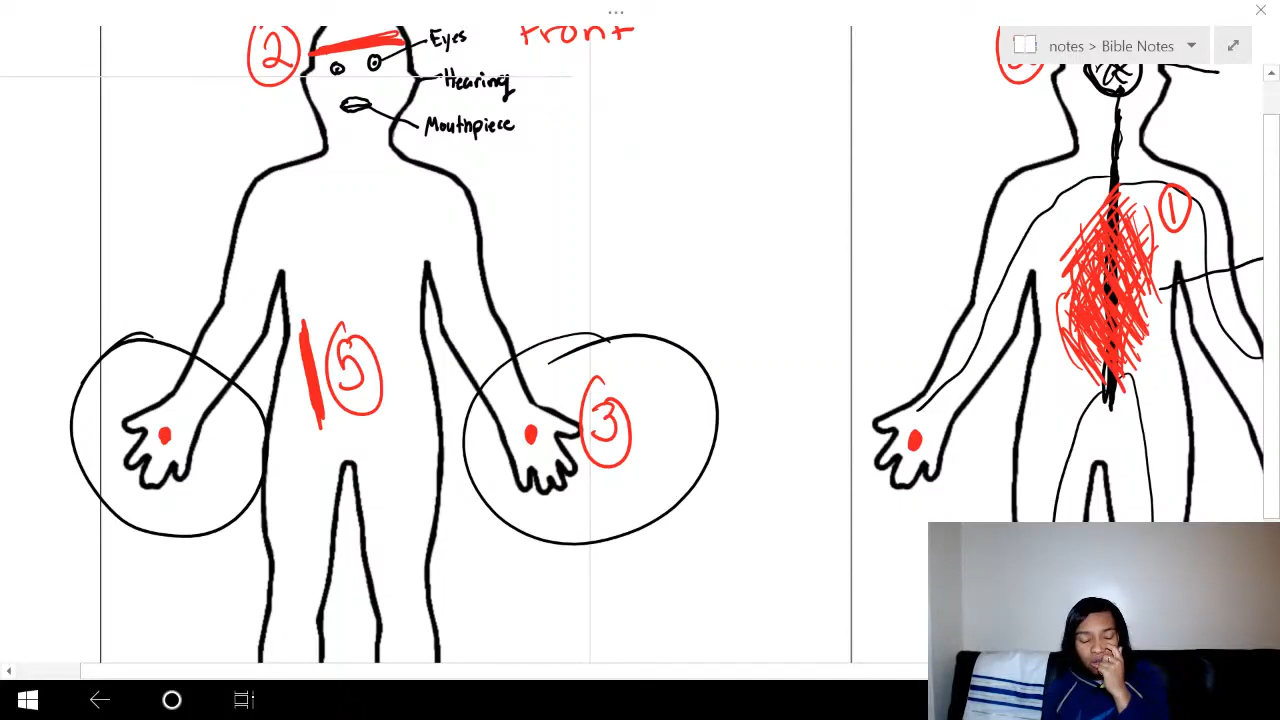 notes > Bible Notes
2
Eyes
Front
Hearing
Mouthpiece
1
5
3